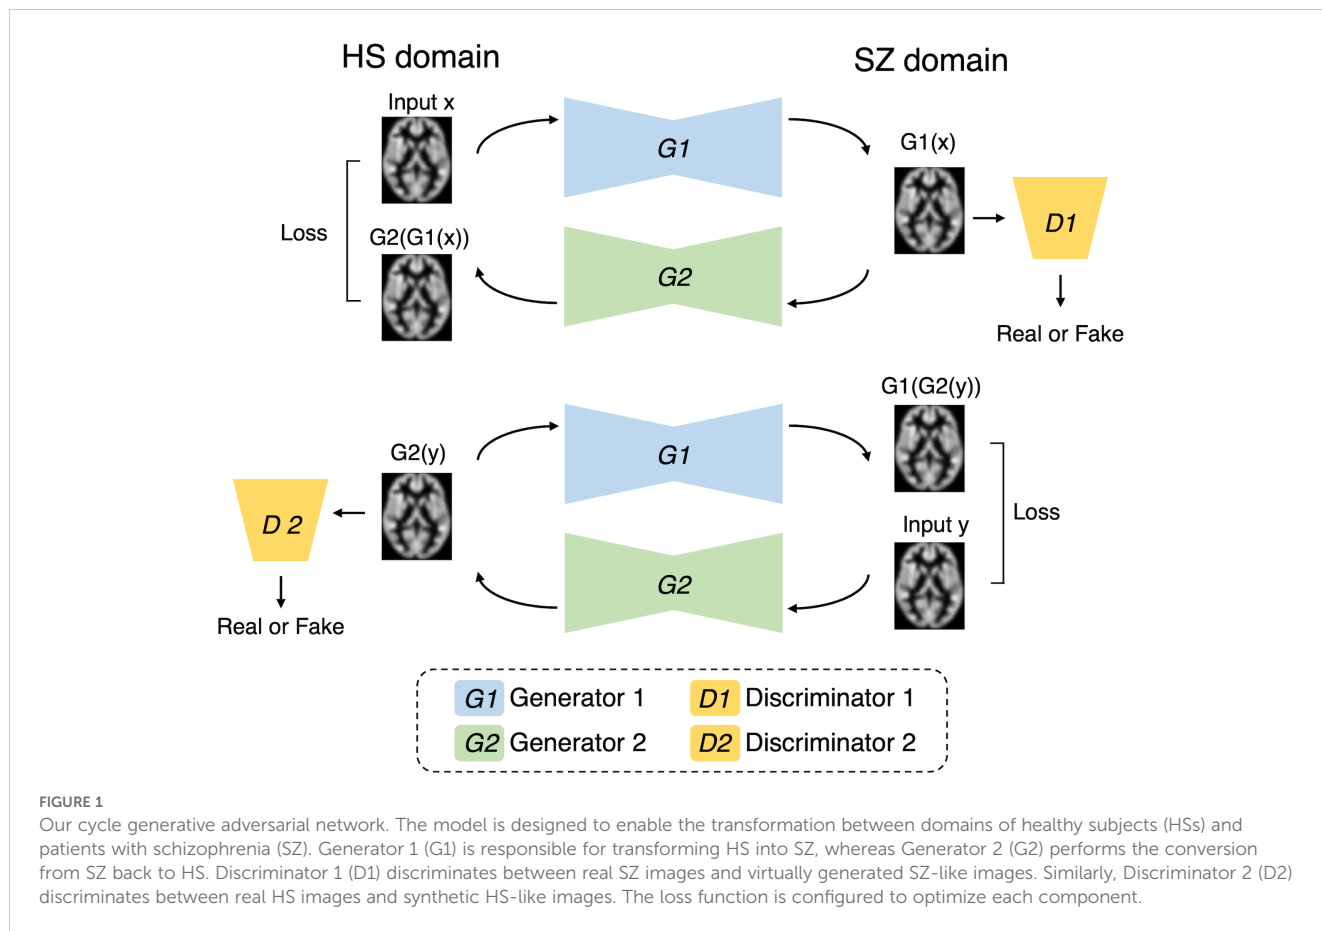 HS domain
SZ domain
Input x
G1
G1(x)
D1
Loss
G2(G1(x))
G2
Real or Fake
G1(G2(y))
G2(y)
G1
D 2
Loss
Input y
G2
Real or Fake
G1 Generator 1
D1 Discriminator 1
G2 Generator 2
D2 Discriminator 2
FIGURE 1
Our cycle generative adversarial network. The model is designed to enable the transformation between domains of healthy subjects (HSs) and
patients with schizophrenia (SZ). Generator 1 (G1) is responsible for transforming HS into SZ, whereas Generator 2 (G2) performs the conversion
from SZ back to HS. Discriminator 1 (D1) discriminates between real SZ images and virtually generated SZ-like images. Similarly, Discriminator 2 (D2)
discriminates between real HS images and synthetic HS-like images. The loss function is configured to optimize each component.